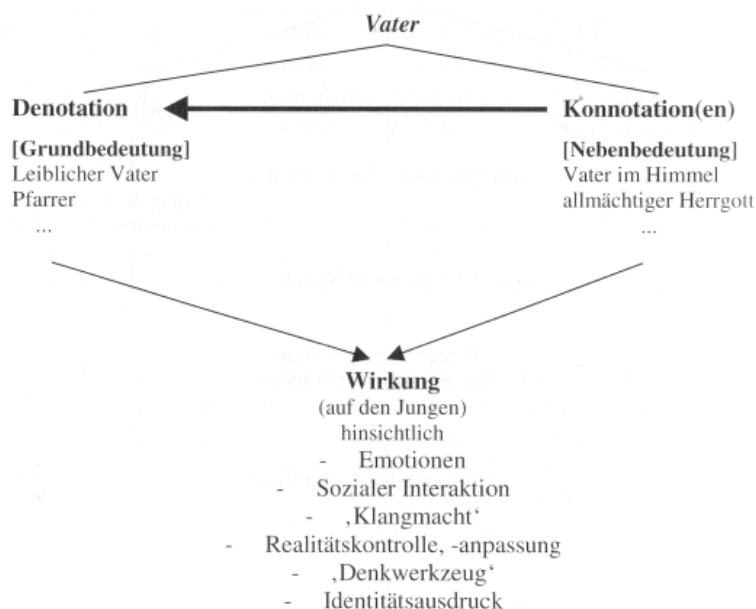 Vater
Denotation
Konnotation(en)
[Grundbedeutung]
Leiblicher Vater
Pfarrer
...
[Nebenbedeutung]
Vater im Himmel
allmächtiger Herrgott
...
Wirkung
(auf den Jungen)
hinsichtlich
- Emotionen
- Sozialer Interaktion
- ‚Klangmacht‘
- Realitätskontrolle, -anpassung
- ‚Denkwerkzeug‘
- Identitätsausdruck